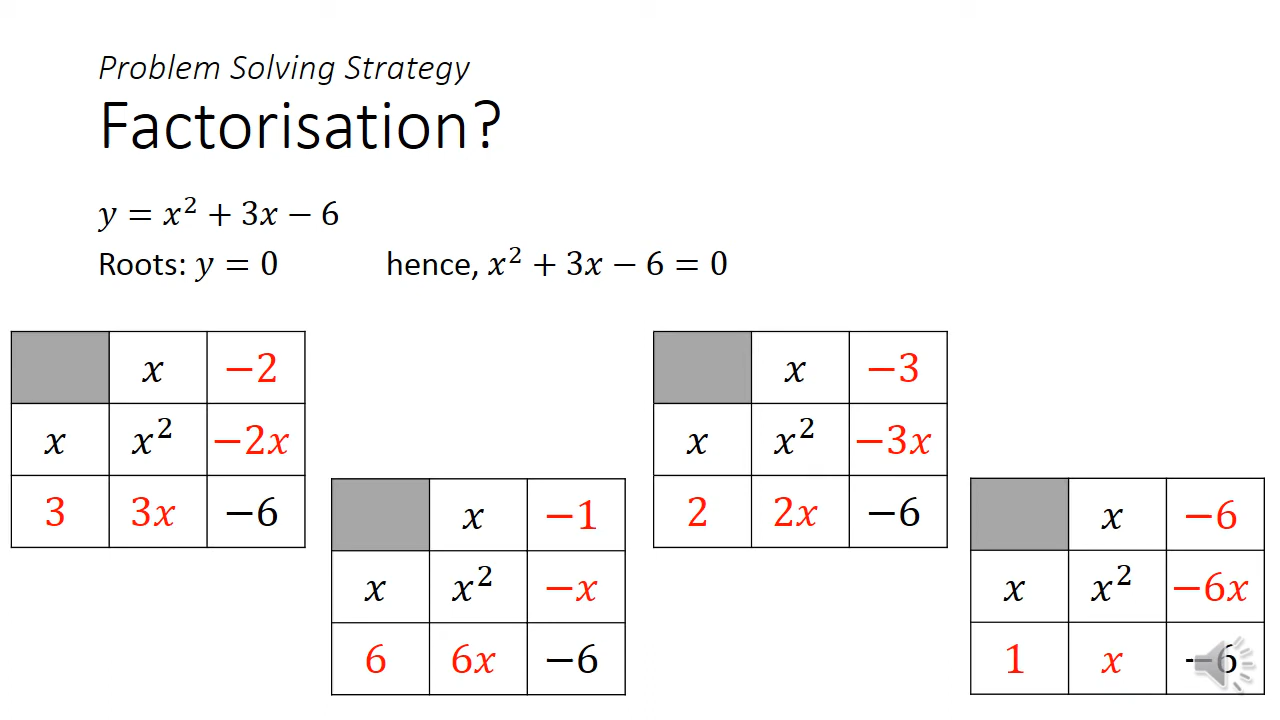 Problem Solving Strategy
Factorisation?
y = x² + 3x − 6
Roots: y = 0 hence, x² + 3x − 6 = 0
x −2
x x² −2x
3 3x −6
x −1
x x² −x
6 6x −6
x −3
x x² −3x
2 2x −6
x −6
x x² −6x
1 x −6